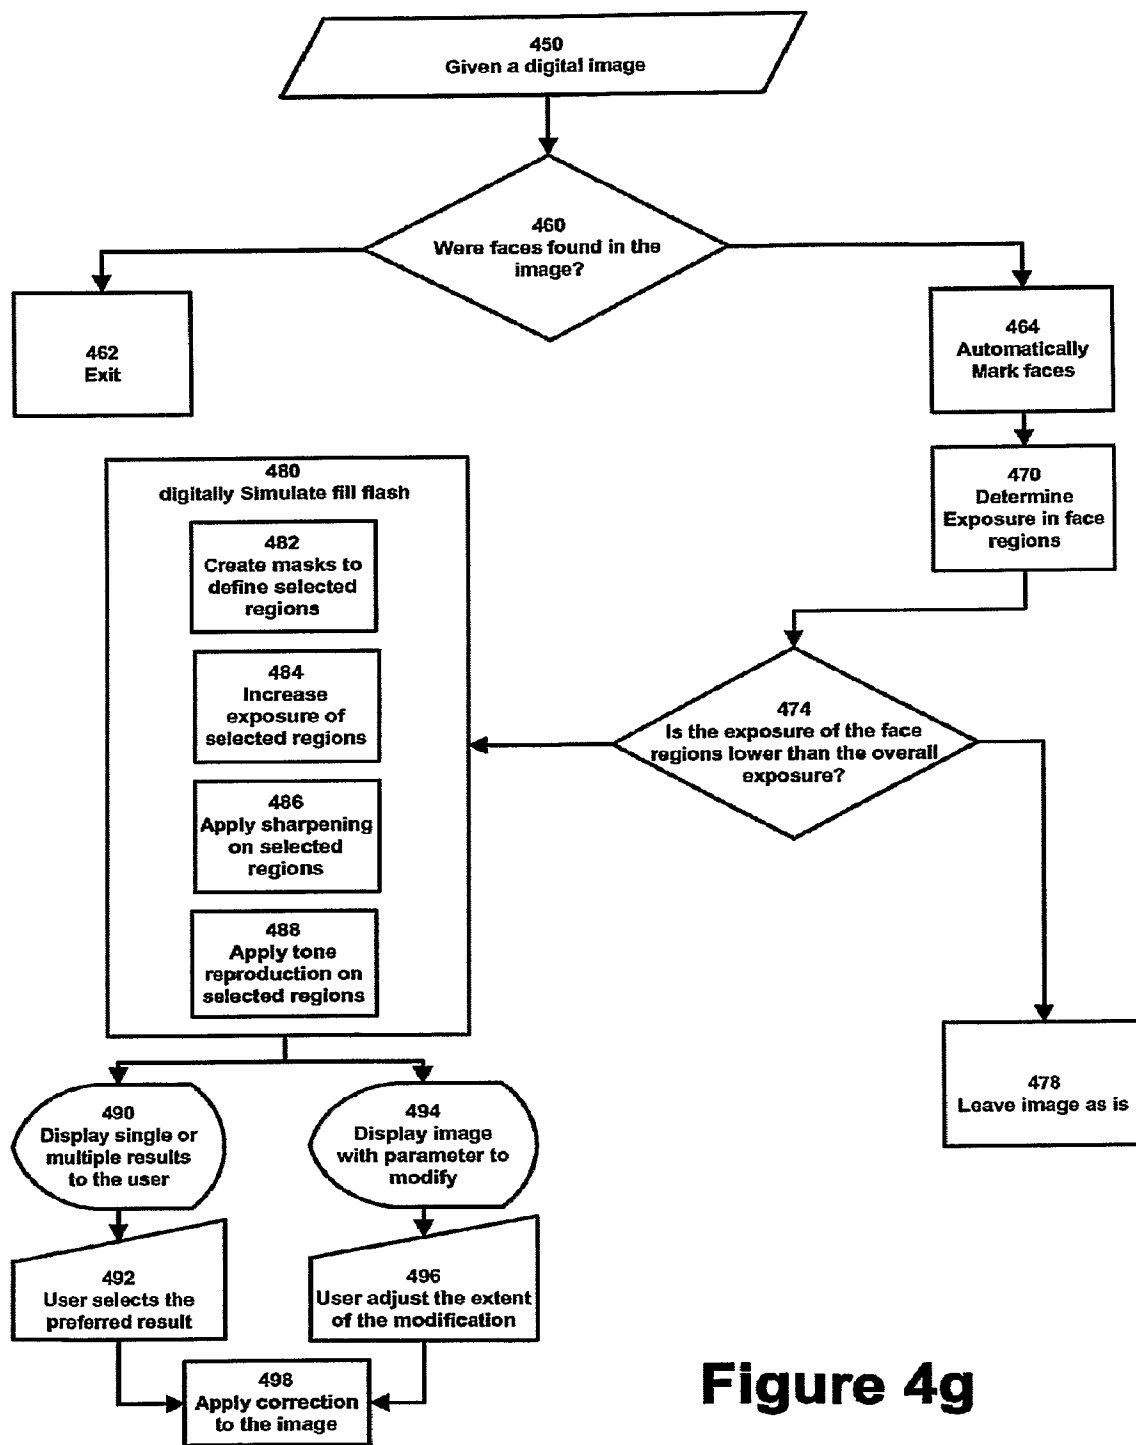 450
Given a digital image
460
Were faces found in the
image?
462
Exit
464
Automatically
Mark faces
470
Determine
Exposure in face
regions
474
Is the exposure of the face
regions lower than the overall
exposure?
478
Leave image as is
480
digitally Simulate fill flash
482
Create masks to
define selected
regions
484
Increase
exposure of
selected regions
486
Apply sharpening
on selected
regions
488
Apply tone
reproduction on
selected regions
490
Display single or
multiple results
to the user
494
Display image
with parameter to
modify
492
User selects the
preferred result
496
User adjust the extent
of the modification
498
Apply correction
to the image
Figure 4g